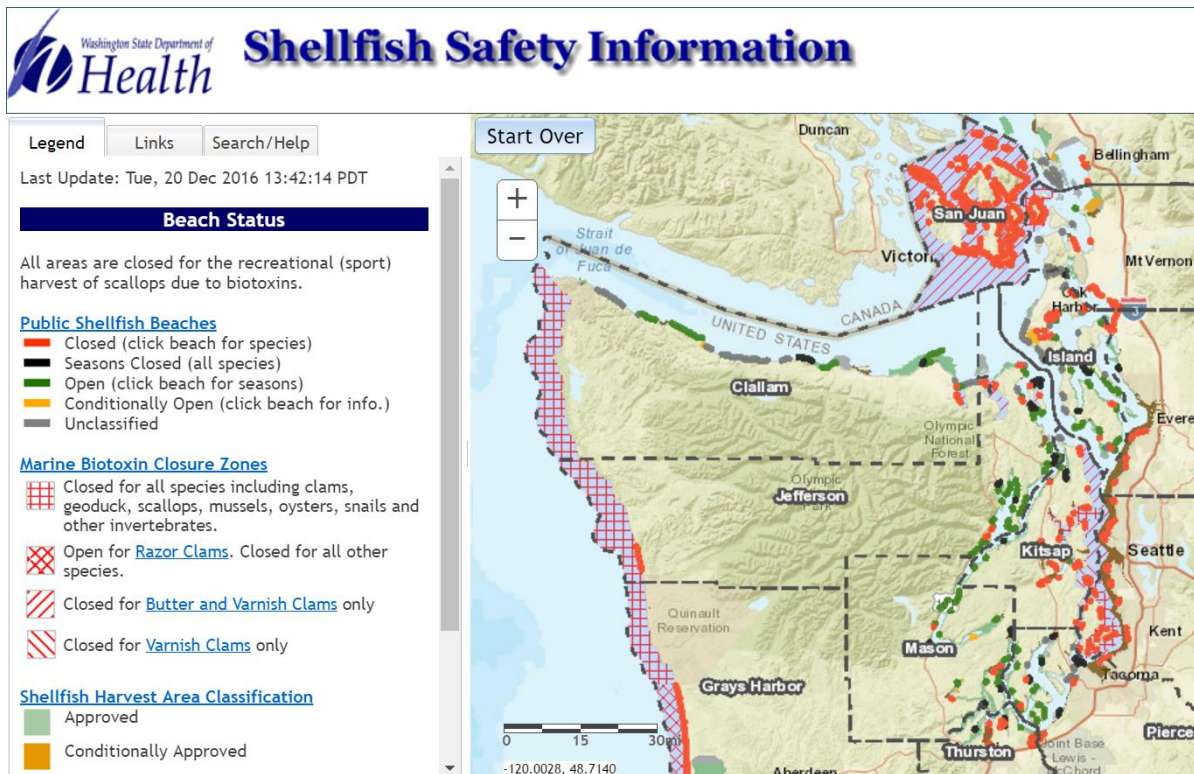 Washington State Department of
Health
Shellfish Safety Information
Legend
Links
Search/Help
Last Update: Tue, 20 Dec 2016 13:42:14 PDT
Beach Status
All areas are closed for the recreational (sport)
harvest of scallops due to biotoxins.
Public Shellfish Beaches
Closed (click beach for species)
Seasons Closed (all species)
Open (click beach for seasons)
Conditionally Open (click beach for info.)
Unclassified
Marine Biotoxin Closure Zones
Closed for all species including clams,
geoduck, scallops, mussels, oysters, snails and
other invertebrates.
Open for Razor Clams. Closed for all other
species.
Closed for Butter and Varnish Clams only
Closed for Varnish Clams only
Shellfish Harvest Area Classification
Approved
Conditionally Approved
Start Over
+
−
Duncan
Bellingham
San Juan
Strait
of Juan de
Fuca
Victoria
Mt Vernon
Oak
Harbor
CANADA
UNITED STATES
Island
Clallam
Evere
Olympic
National
Forest
Olympic
Park
Jefferson
Kitsap
Seattle
Quinault
Reservation
Mason
Kent
Grays Harbor
Tacoma
Pierce
0 15 30mi
Thurston
Joint Base
Lewis -
McChord
-120.0028, 48.7140
Aberdeen